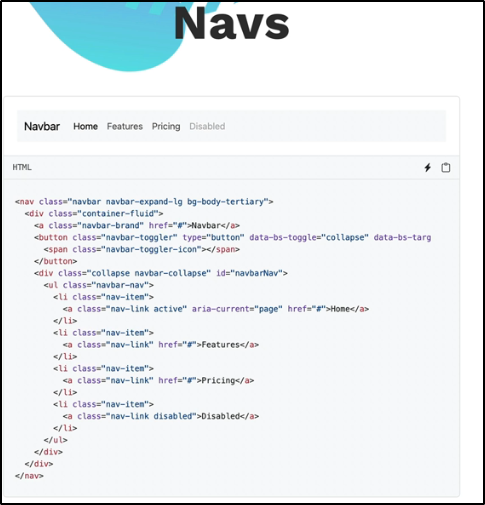 Navs
Navbar Home Features Pricing Disabled
HTML
<nav class="navbar navbar-expand-lg bg-body-tertiary">
  <div class="container-fluid">
    <a class="navbar-brand" href="#">Navbar</a>
    <button class="navbar-toggler" type="button" data-bs-toggle="collapse" data-bs-targ
      <span class="navbar-toggler-icon"></span>
    </button>
    <div class="collapse navbar-collapse" id="navbarNav">
      <ul class="navbar-nav">
        <li class="nav-item">
          <a class="nav-link active" aria-current="page" href="#">Home</a>
        </li>
        <li class="nav-item">
          <a class="nav-link" href="#">Features</a>
        </li>
        <li class="nav-item">
          <a class="nav-link" href="#">Pricing</a>
        </li>
        <li class="nav-item">
          <a class="nav-link disabled">Disabled</a>
        </li>
      </ul>
    </div>
  </div>
</nav>